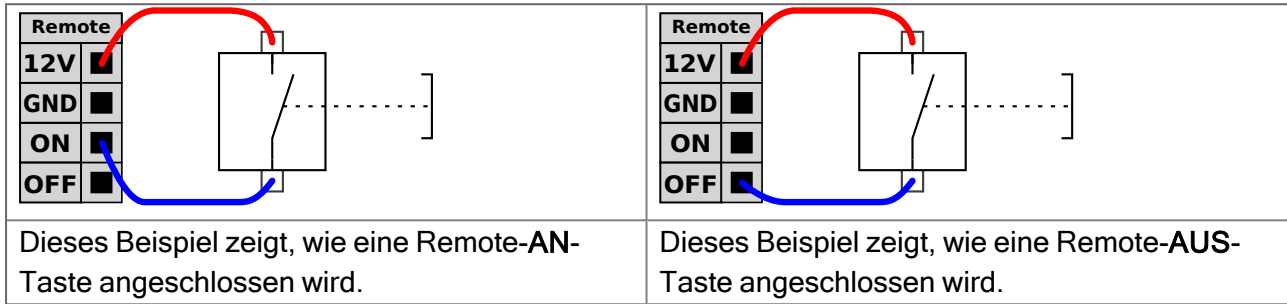 Remote
12V
GND
ON
OFF
Remote
12V
GND
ON
OFF
Dieses Beispiel zeigt, wie eine Remote-AN-
Taste angeschlossen wird.
Dieses Beispiel zeigt, wie eine Remote-AUS-
Taste angeschlossen wird.